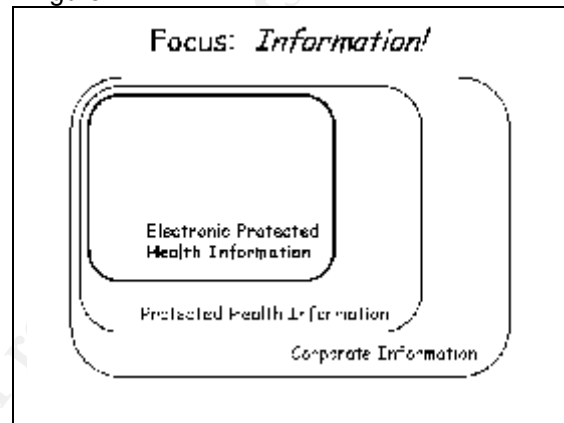 Focus: Information!
Electronic Protected
Health Information
Protected Health Information
Corporate Information